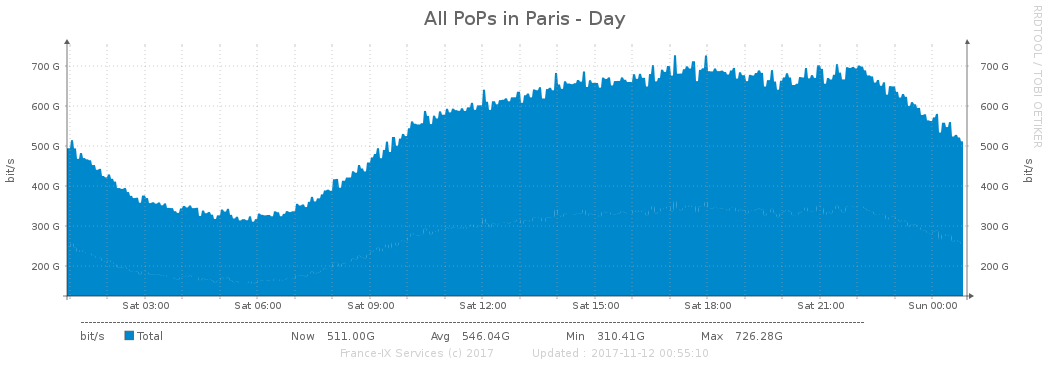 All PoPs in Paris - Day
RRDTOOL / TOBI OETIKER
bit/s
700 G
600 G
500 G
400 G
300 G
200 G
700 G
600 G
500 G
400 G
300 G
200 G
bit/s
Sat 03:00 Sat 06:00 Sat 09:00 Sat 12:00 Sat 15:00 Sat 18:00 Sat 21:00 Sun 00:00
bit/s Total Now 511.00G Avg 546.04G Min 310.41G Max 726.28G
France-IX Services (c) 2017 Updated : 2017-11-12 00:55:10